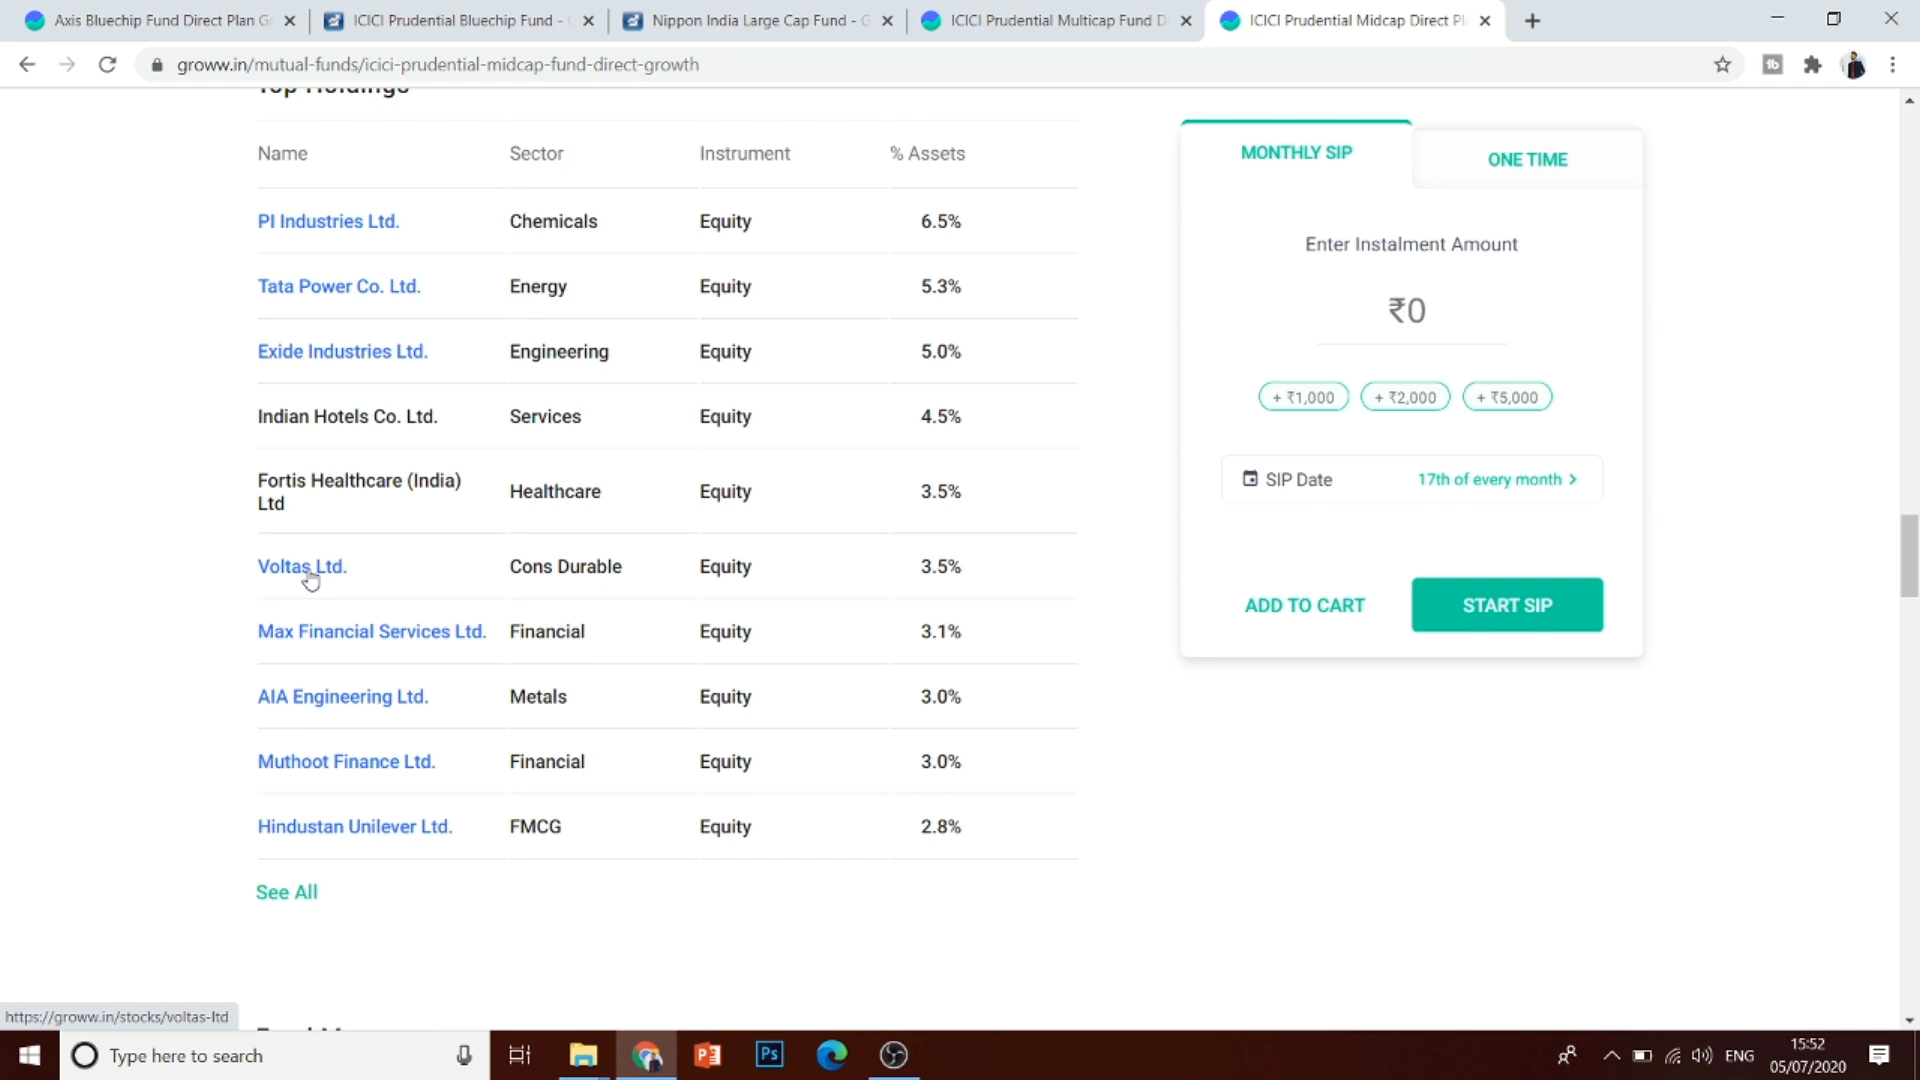 Axis Bluechip Fund Direct Plan G
ICICI Prudential Bluechip Fund -
Nippon India Large Cap Fund - G
ICICI Prudential Multicap Fund D
ICICI Prudential Midcap Direct Pl
groww.in/mutual-funds/icici-prudential-midcap-fund-direct-growth
Top Holdings
Name Sector Instrument % Assets
PI Industries Ltd. Chemicals Equity 6.5%
Tata Power Co. Ltd. Energy Equity 5.3%
Exide Industries Ltd. Engineering Equity 5.0%
Indian Hotels Co. Ltd. Services Equity 4.5%
Fortis Healthcare (India)
Ltd Healthcare Equity 3.5%
Voltas Ltd. Cons Durable Equity 3.5%
Max Financial Services Ltd. Financial Equity 3.1%
AIA Engineering Ltd. Metals Equity 3.0%
Muthoot Finance Ltd. Financial Equity 3.0%
Hindustan Unilever Ltd. FMCG Equity 2.8%
See All
MONTHLY SIP
ONE TIME
Enter Instalment Amount
₹0
+ ₹1,000 + ₹2,000 + ₹5,000
SIP Date 17th of every month >
ADD TO CART START SIP
https://groww.in/stocks/voltas-ltd
Type here to search
Ps
ENG
15:52
05/07/2020